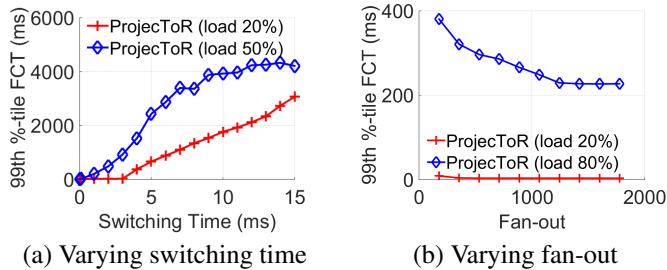 99th %-tile FCT (ms)
6000
4000
2000
0
ProjecToR (load 20%)
ProjecToR (load 50%)
0
5
10
15
Switching Time (ms)
(a) Varying switching time
99th %-tile FCT (ms)
400
200
0
ProjecToR (load 20%)
ProjecToR (load 80%)
0
1000
2000
Fan-out
(b) Varying fan-out